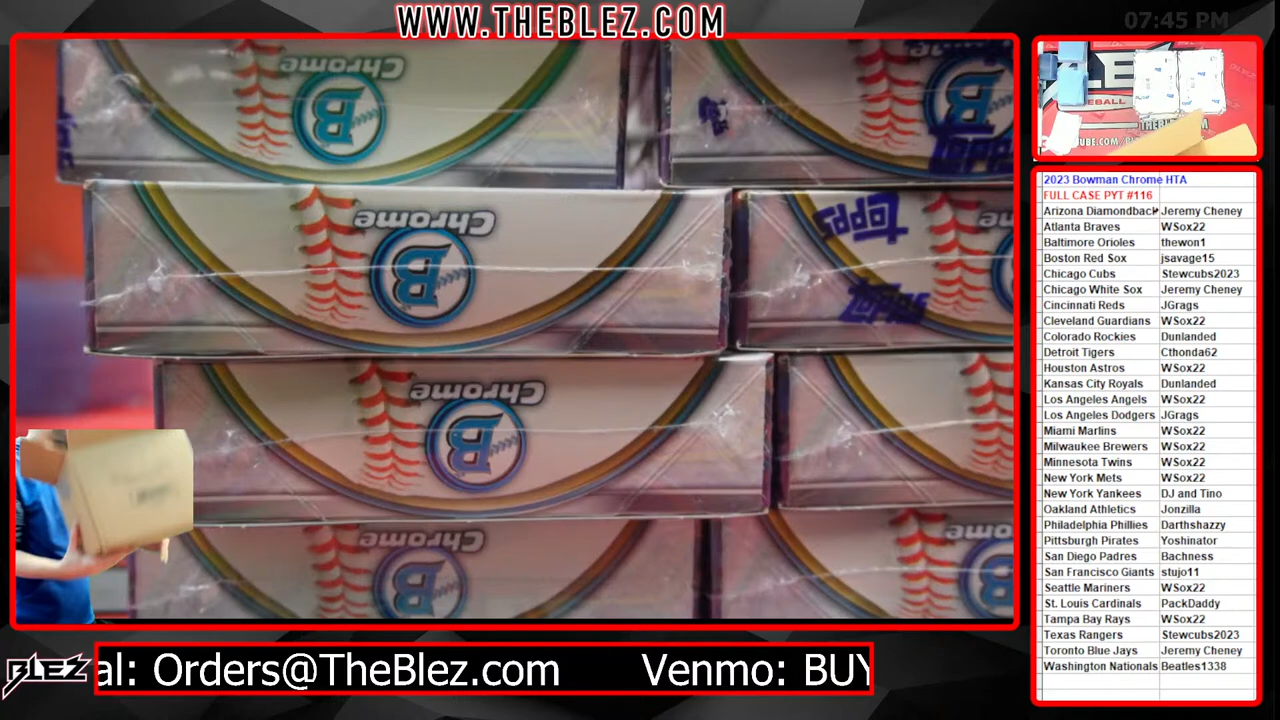 WWW.THEBLEZ.COM
07:45 PM
Chrome
B
Topps
Chrome
B
Topps
Topps
Chrome
B
Chrome
B
BLEZ
EBALL
THEBLEZ.COM
2023 Bowman Chrome HTA
FULL CASE PYT #116
Arizona Diamondback Jeremy Cheney
Atlanta Braves WSox22
Baltimore Orioles thewon1
Boston Red Sox jsavage15
Chicago Cubs Stewcubs2023
Chicago White Sox Jeremy Cheney
Cincinnati Reds JGrags
Cleveland Guardians WSox22
Colorado Rockies Dunlanded
Detroit Tigers Cthonda62
Houston Astros WSox22
Kansas City Royals Dunlanded
Los Angeles Angels WSox22
Los Angeles Dodgers JGrags
Miami Marlins WSox22
Milwaukee Brewers WSox22
Minnesota Twins WSox22
New York Mets WSox22
New York Yankees DJ and Tino
Oakland Athletics Jonzilla
Philadelphia Phillies Darthshazzy
Pittsburgh Pirates Yoshinator
San Diego Padres Bachness
San Francisco Giants stujo11
Seattle Mariners WSox22
St. Louis Cardinals PackDaddy
Tampa Bay Rays WSox22
Texas Rangers Stewcubs2023
Toronto Blue Jays Jeremy Cheney
Washington Nationals Beatles1338
BLEZ
al: Orders@TheBlez.com Venmo: BUY